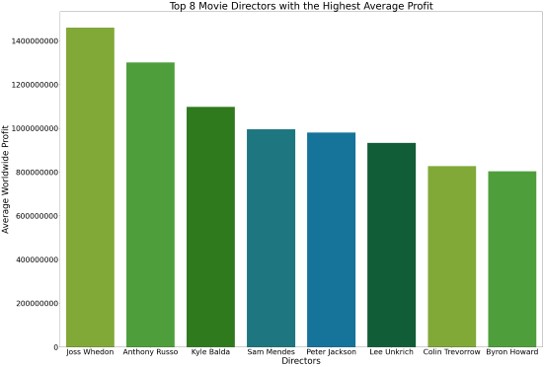 Top 8 Movie Directors with the Highest Average Profit
Average Worldwide Profit
1400000000
1200000000
1000000000
800000000
600000000
400000000
200000000
0
Joss Whedon Anthony Russo Kyle Balda Sam Mendes Peter Jackson Lee Unkrich Colin Trevorrow Byron Howard
Directors